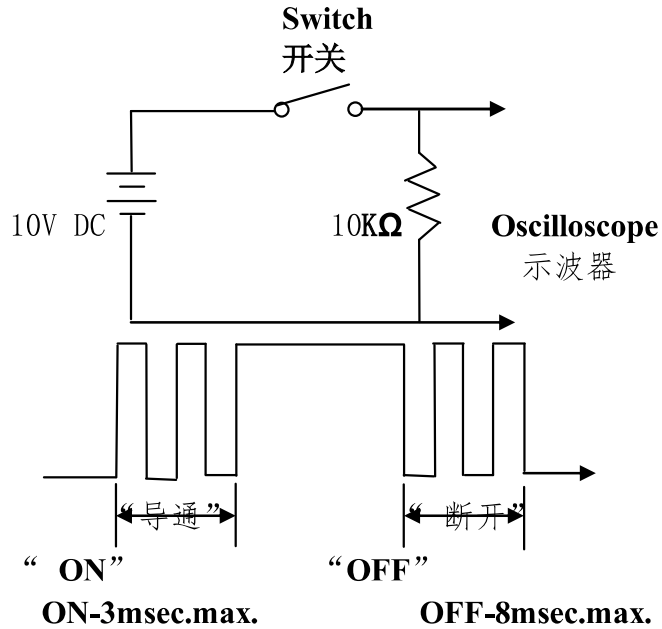 Switch
开关
10V DC
10KΩ
Oscilloscope
示波器
“导通”
“ 断开”
“ ON”
“OFF”
ON-3msec.max.
OFF-8msec.max.